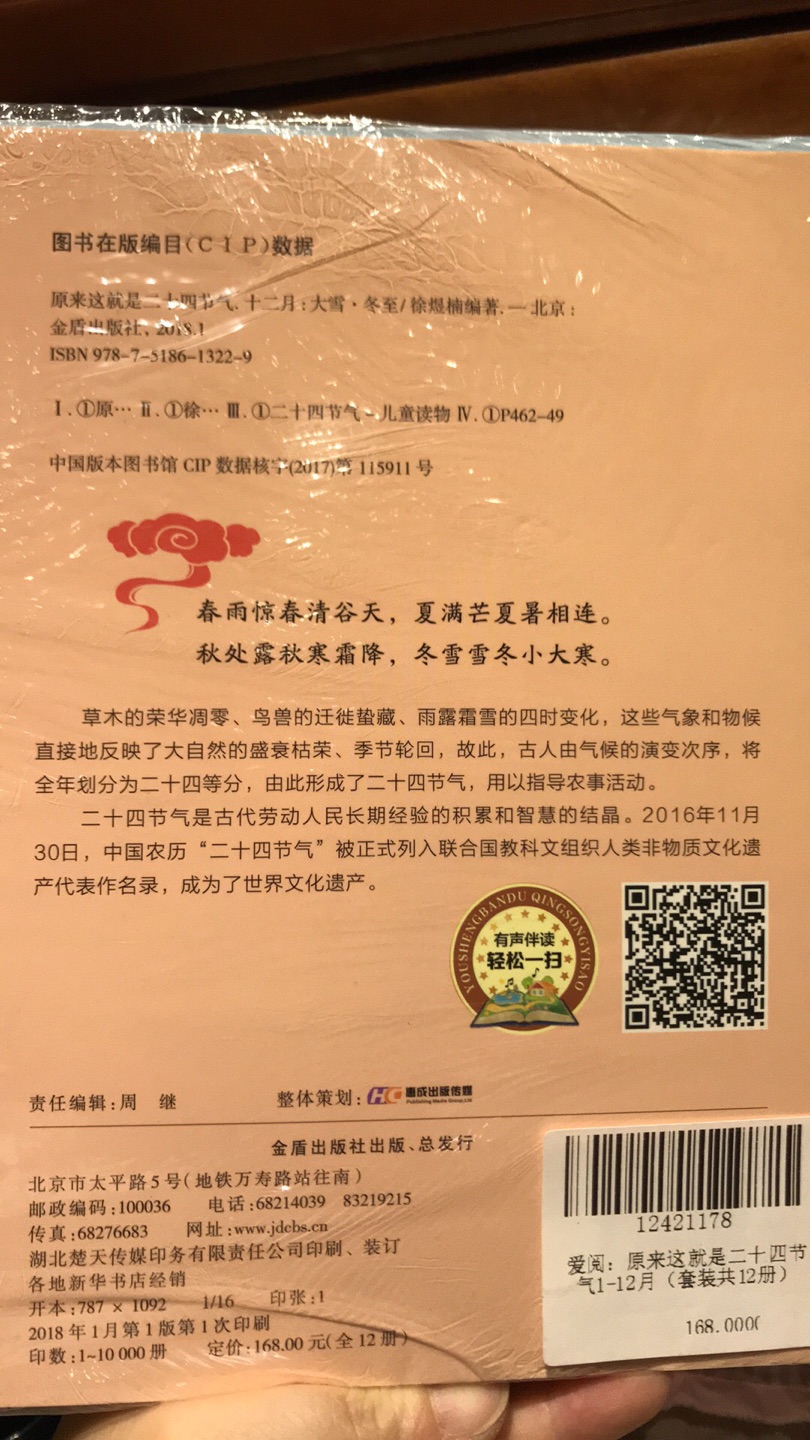 图书在版编目(CIP)数据
原来这就是二十四节气.十二月:大雪·冬至/徐煜楠编著.—北京:
金盾出版社,2018.1
ISBN 978-7-5186-1322-9
Ⅰ.①原… Ⅱ.①徐… Ⅲ.①二十四节气-儿童读物 Ⅳ.①P462-49
中国版本图书馆 CIP 数据核字(2017)第 115911 号
春雨惊春清谷天，夏满芒夏暑相连。
秋处露秋寒霜降，冬雪雪冬小大寒。
草木的荣华凋零、鸟兽的迁徙蛰藏、雨露霜雪的四时变化，这些气象和物候
直接地反映了大自然的盛衰枯荣、季节轮回，故此，古人由气候的演变次序，将
全年划分为二十四等分，由此形成了二十四节气，用以指导农事活动。
二十四节气是古代劳动人民长期经验的积累和智慧的结晶。2016年11月
30日，中国农历“二十四节气”被正式列入联合国教科文组织人类非物质文化遗
产代表作名录，成为了世界文化遗产。
YOUSHENGBANDU QINGSONGYISAO
有声伴读
轻松一扫
责任编辑:周 继 整体策划: HC 惠成出版传媒
Publishing Media Group,Ltd
金盾出版社出版、总发行
北京市太平路5号(地铁万寿路站往南)
邮政编码:100036 电话:68214039 83219215
传真:68276683 网址:www.jdcbs.cn
湖北楚天传媒印务有限责任公司印刷、装订
各地新华书店经销
开本:787 × 1092 1/16 印张:1
2018年1月第1版第1次印刷
印数:1~10 000册 定价:168.00元(全12册)
12421178
爱阅: 原来这就是二十四节
气1-12月（套装共12册）
168.0000